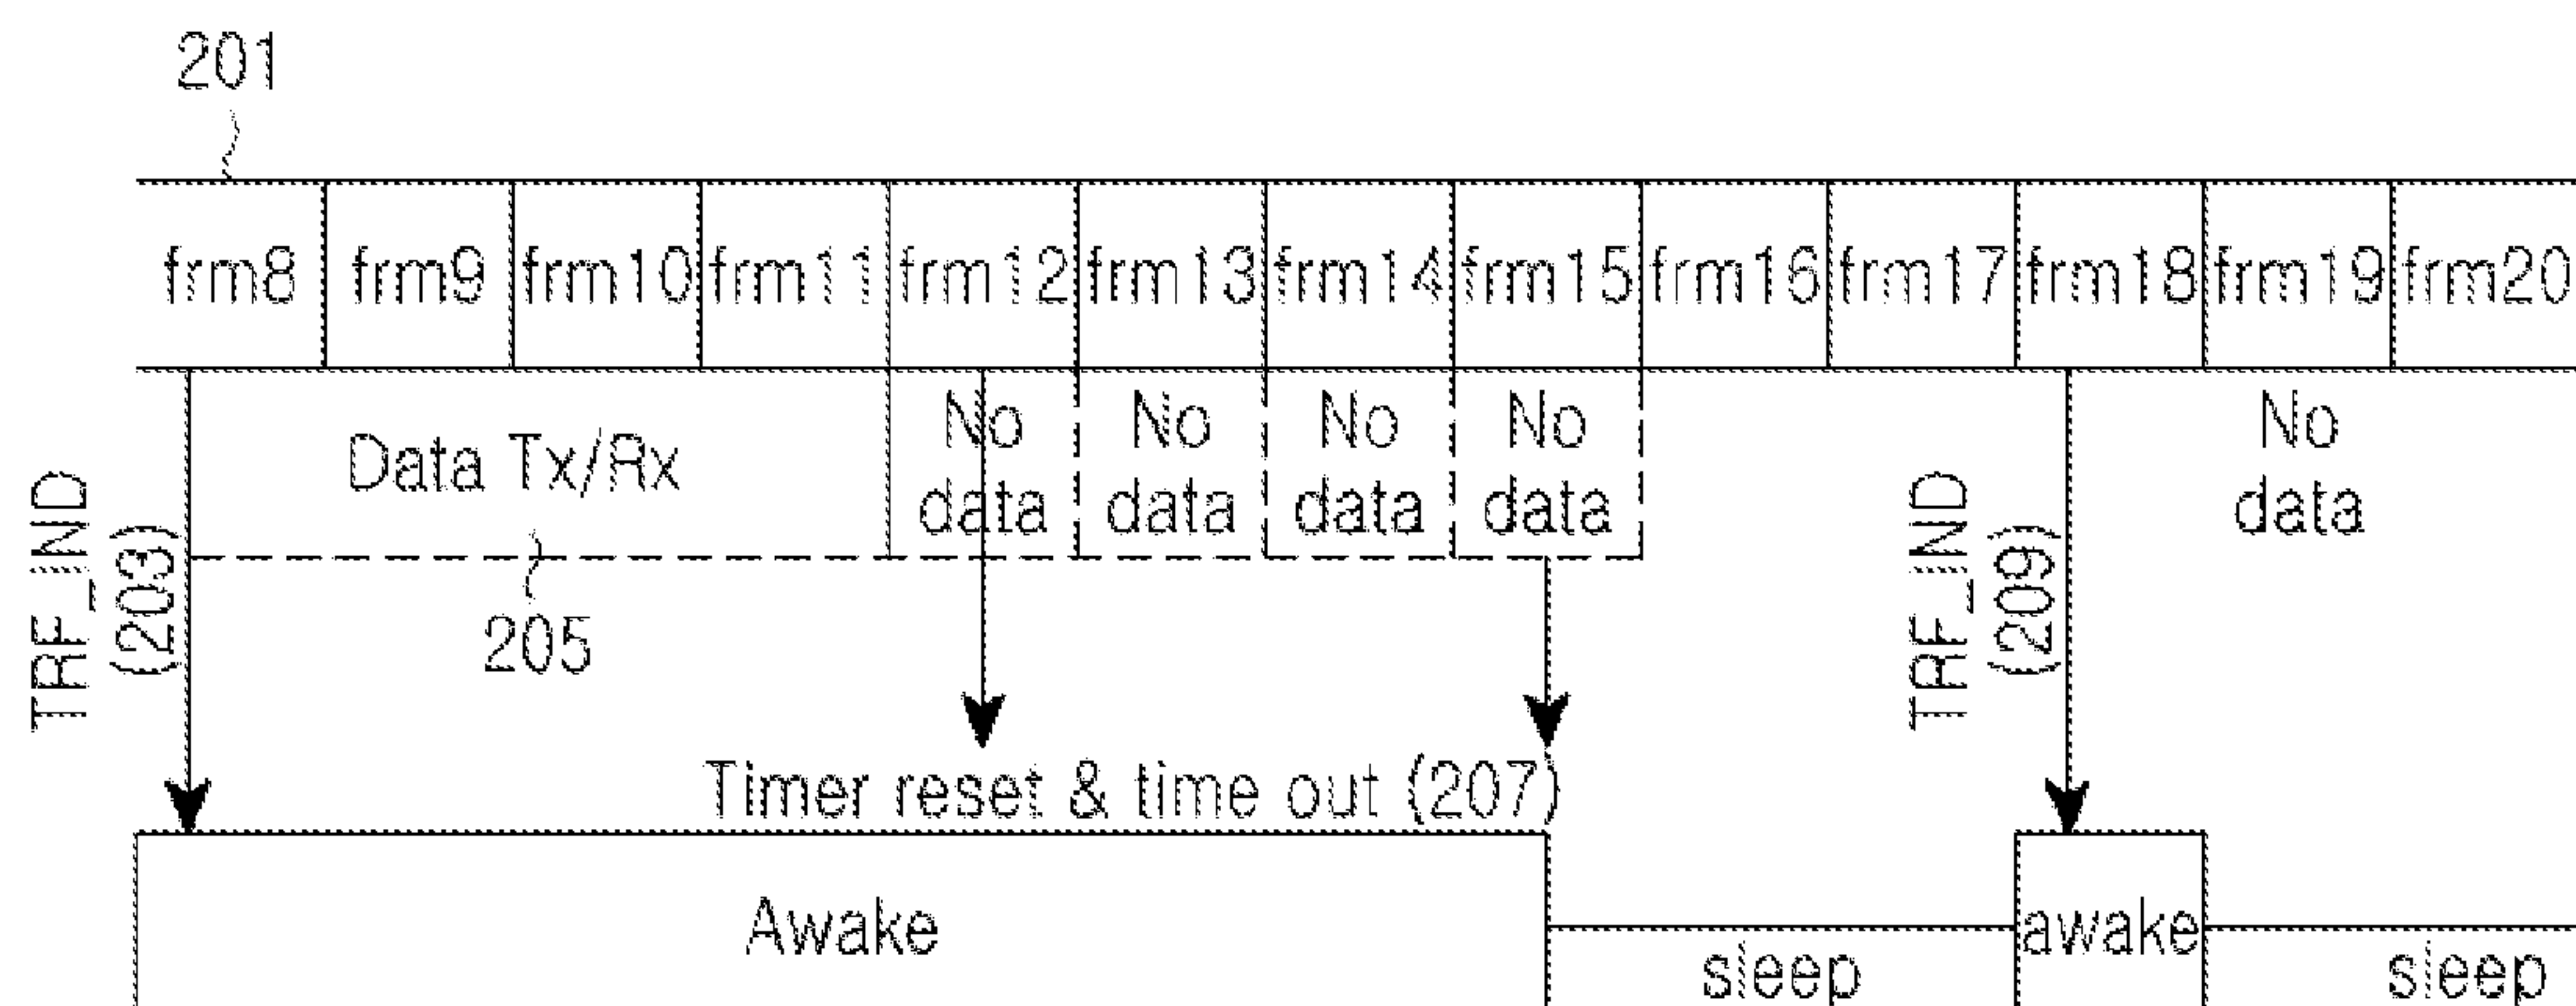 201
frm8 frm9 frm10 frm11 frm12 frm13 frm14 frm15 frm16 frm17 frm18 frm19 frm20
TRF_IND
(203)
Data Tx/Rx
205
No
data
No
data
No
data
No
data
TRF_IND
(209)
No
data
Timer reset & time out (207)
Awake
sleep
awake
sleep